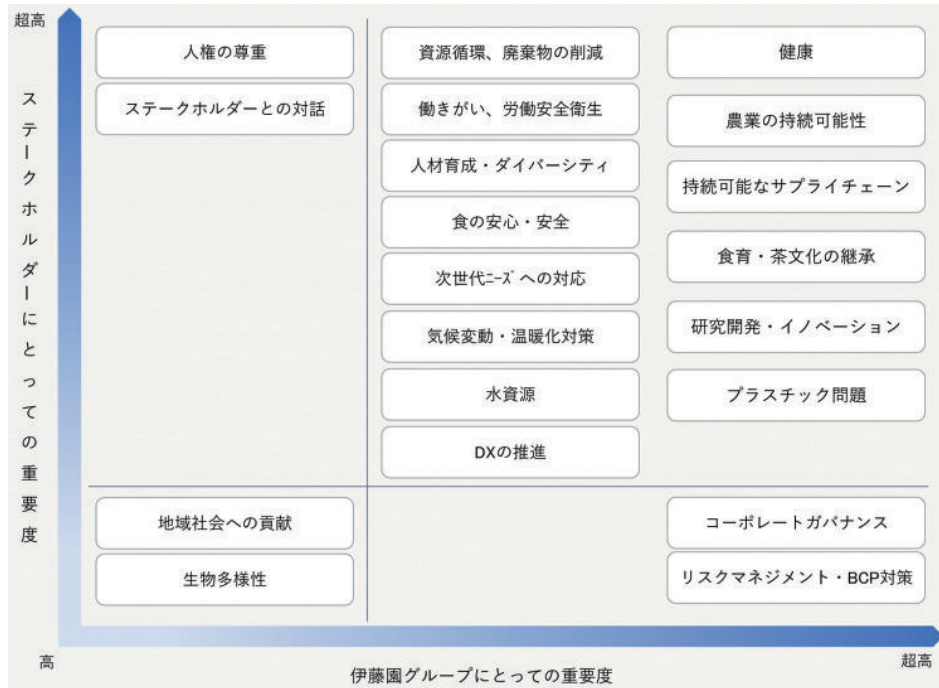 超高
ステークホルダーにとっての重要度
人権の尊重
ステークホルダーとの対話
資源循環、廃棄物の削減
働きがい、労働安全衛生
人材育成・ダイバーシティ
食の安心・安全
次世代ﾆｰｽﾞへの対応
気候変動・温暖化対策
水資源
DXの推進
健康
農業の持続可能性
持続可能なサプライチェーン
食育・茶文化の継承
研究開発・イノベーション
プラスチック問題
地域社会への貢献
生物多様性
コーポレートガバナンス
リスクマネジメント・BCP対策
高
伊藤園グループにとっての重要度
超高